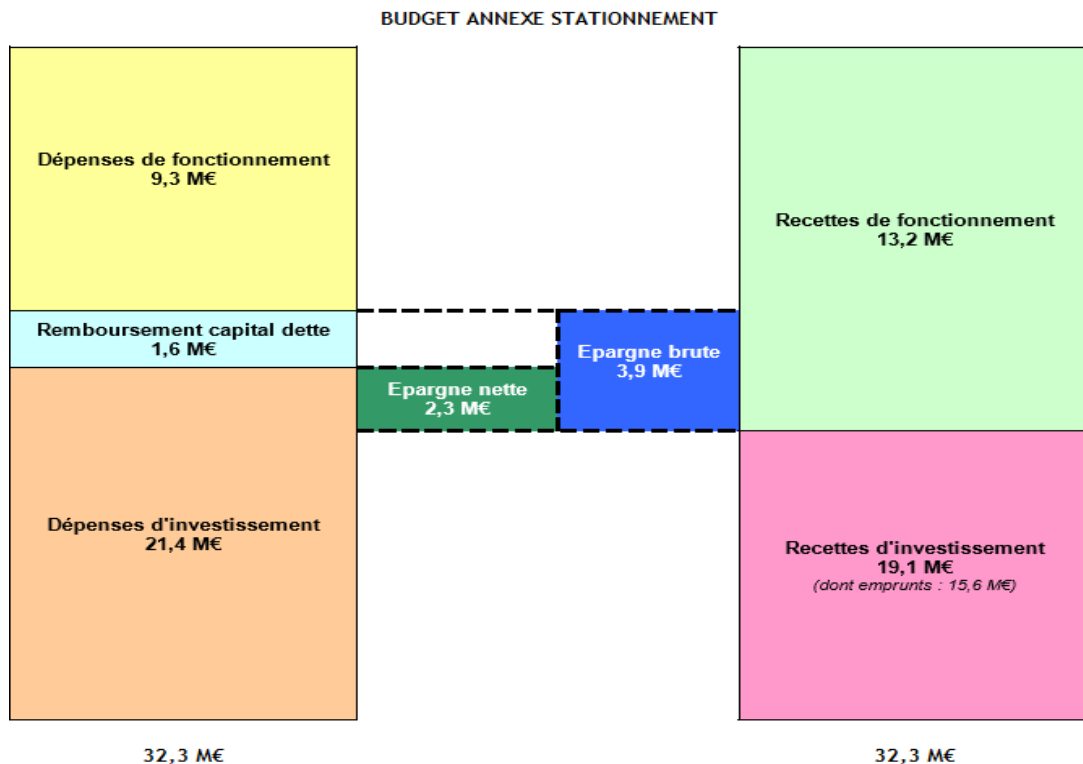 BUDGET ANNEXE STATIONNEMENT
Dépenses de fonctionnement
9,3 M€
Remboursement capital dette
1,6 M€
Dépenses d'investissement
21,4 M€
32,3 M€
Epargne nette
2,3 M€
Epargne brute
3,9 M€
Recettes de fonctionnement
13,2 M€
Recettes d'investissement
19,1 M€
(dont emprunts : 15,6 M€)
32,3 M€